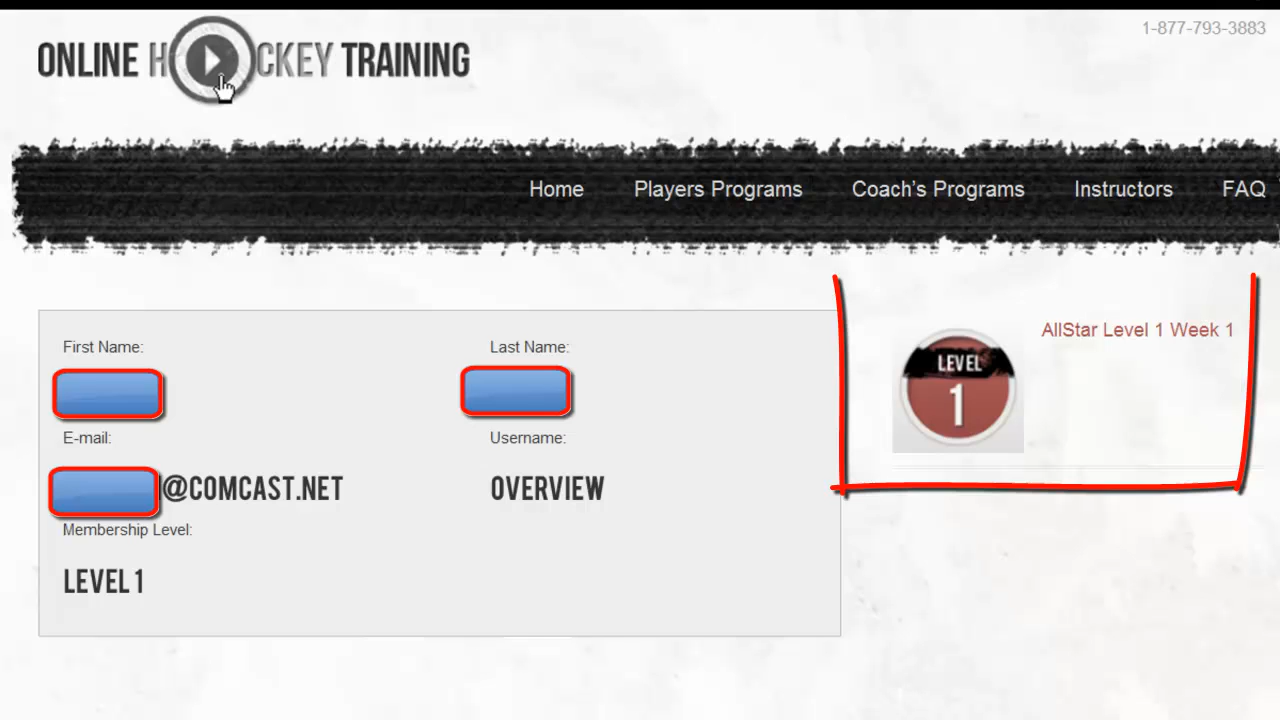 1-877-793-3883
ONLINE HOCKEY TRAINING
Home Players Programs Coach's Programs Instructors FAQ
First Name: Last Name:
E-mail: Username:
@COMCAST.NET OVERVIEW
Membership Level:
LEVEL 1
AllStar Level 1 Week 1
LEVEL
1